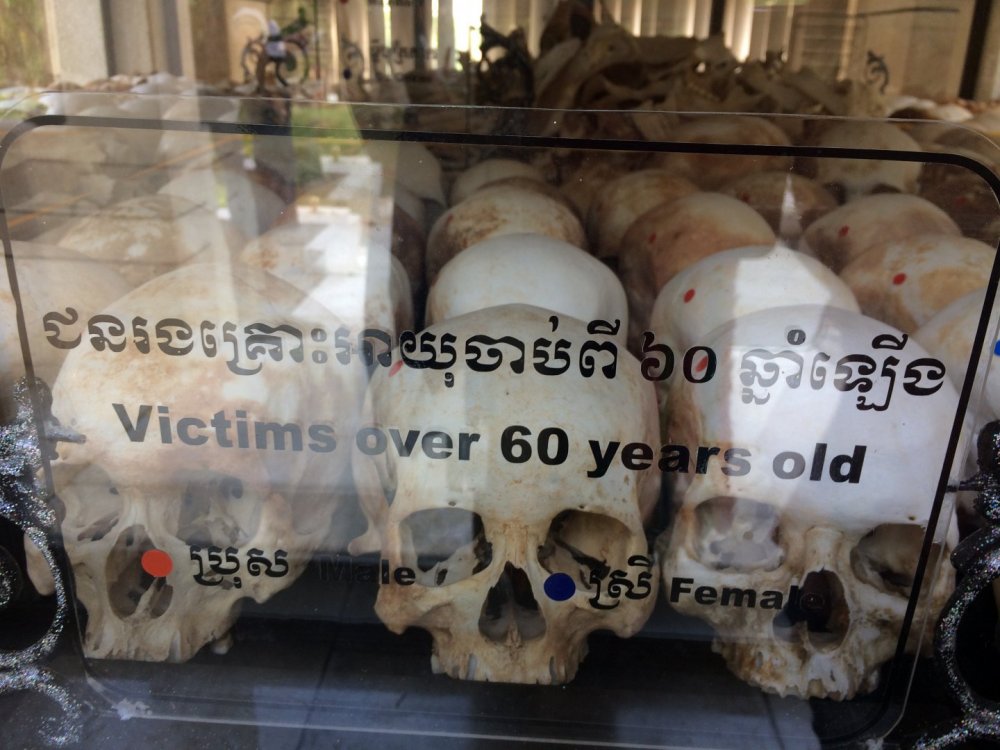 ជនរងគ្រោះអាយុចាប់ពី ៦០ ឆ្នាំឡើង
Victims over 60 years old
ប្រុស Male ស្រី Female